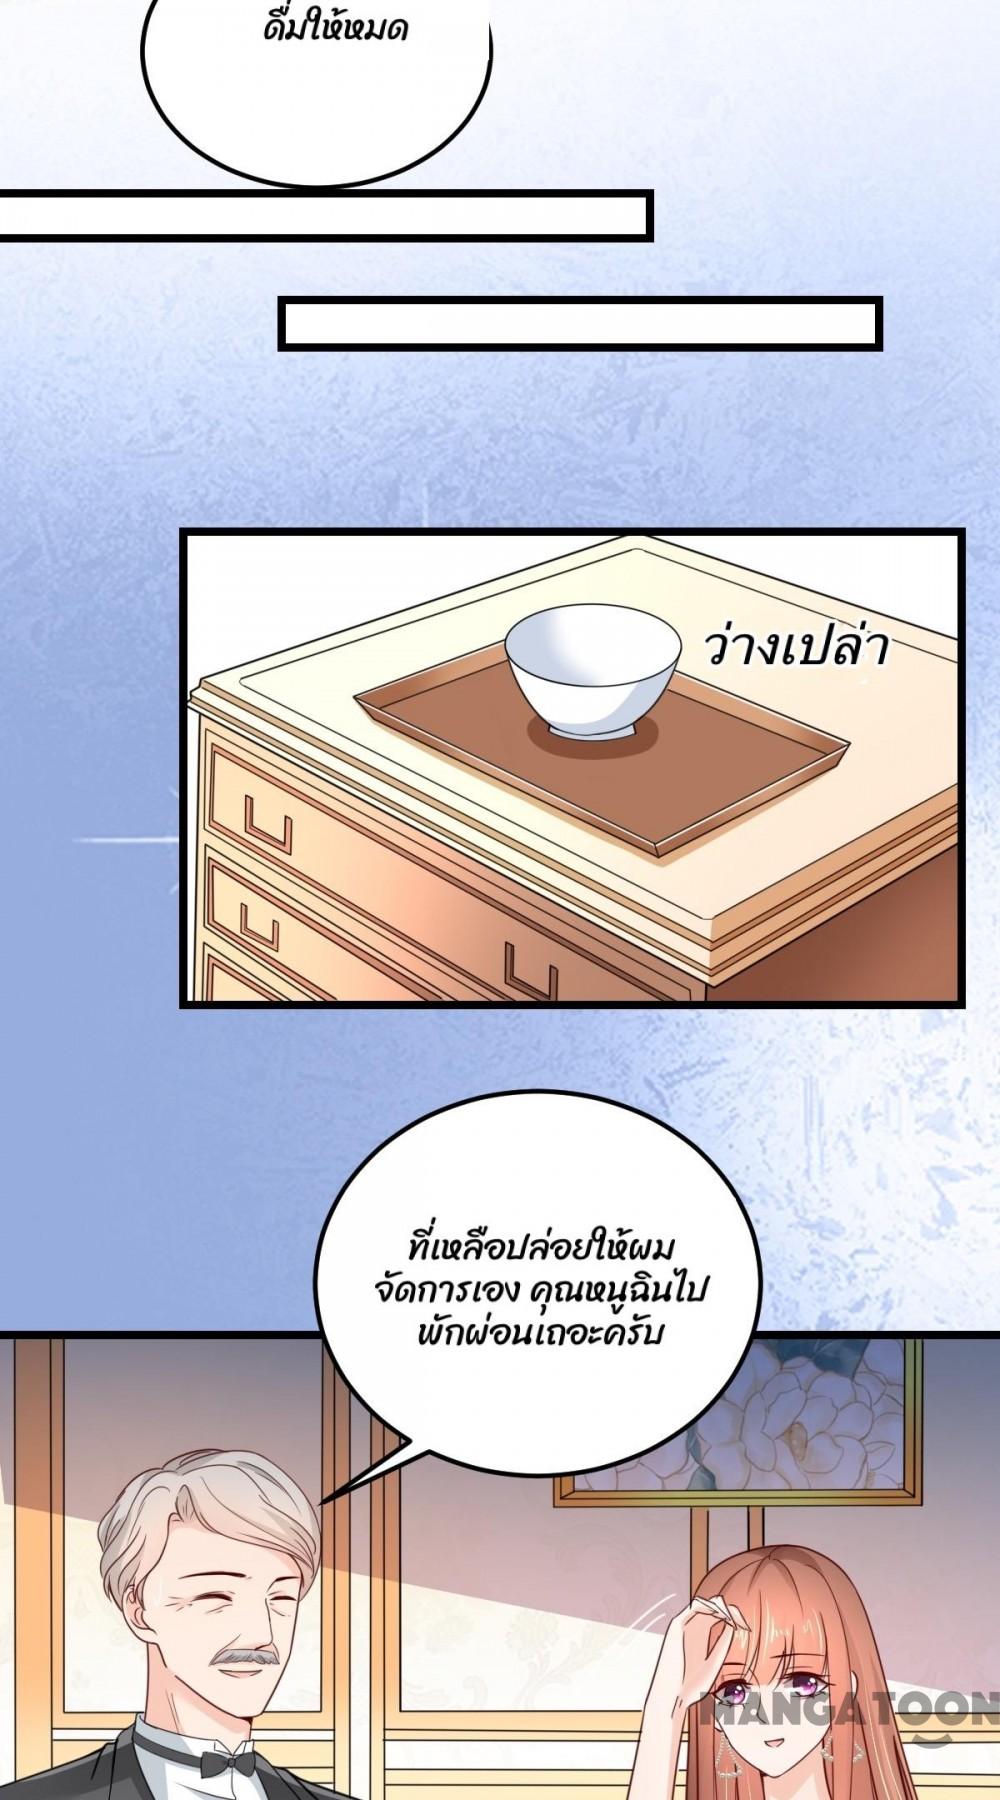 ดื่มให้หมด
ว่างเปล่า
ที่เหลือปล่อยให้ผม
จัดการเอง คุณหนูฉินไป
พักผ่อนเถอะครับ
MANGATOON